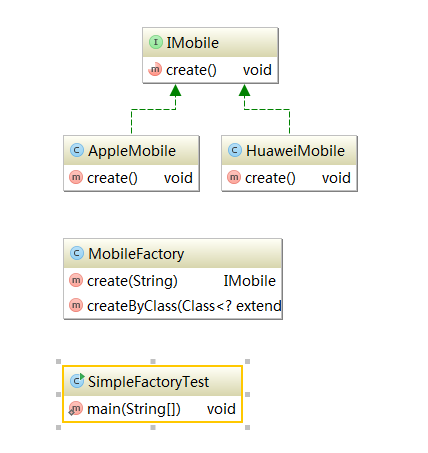 I IMobile
m create() void
C AppleMobile
m create() void
C HuaweiMobile
m create() void
C MobileFactory
m create(String) IMobile
m createByClass(Class<? extend
C SimpleFactoryTest
m main(String[]) void